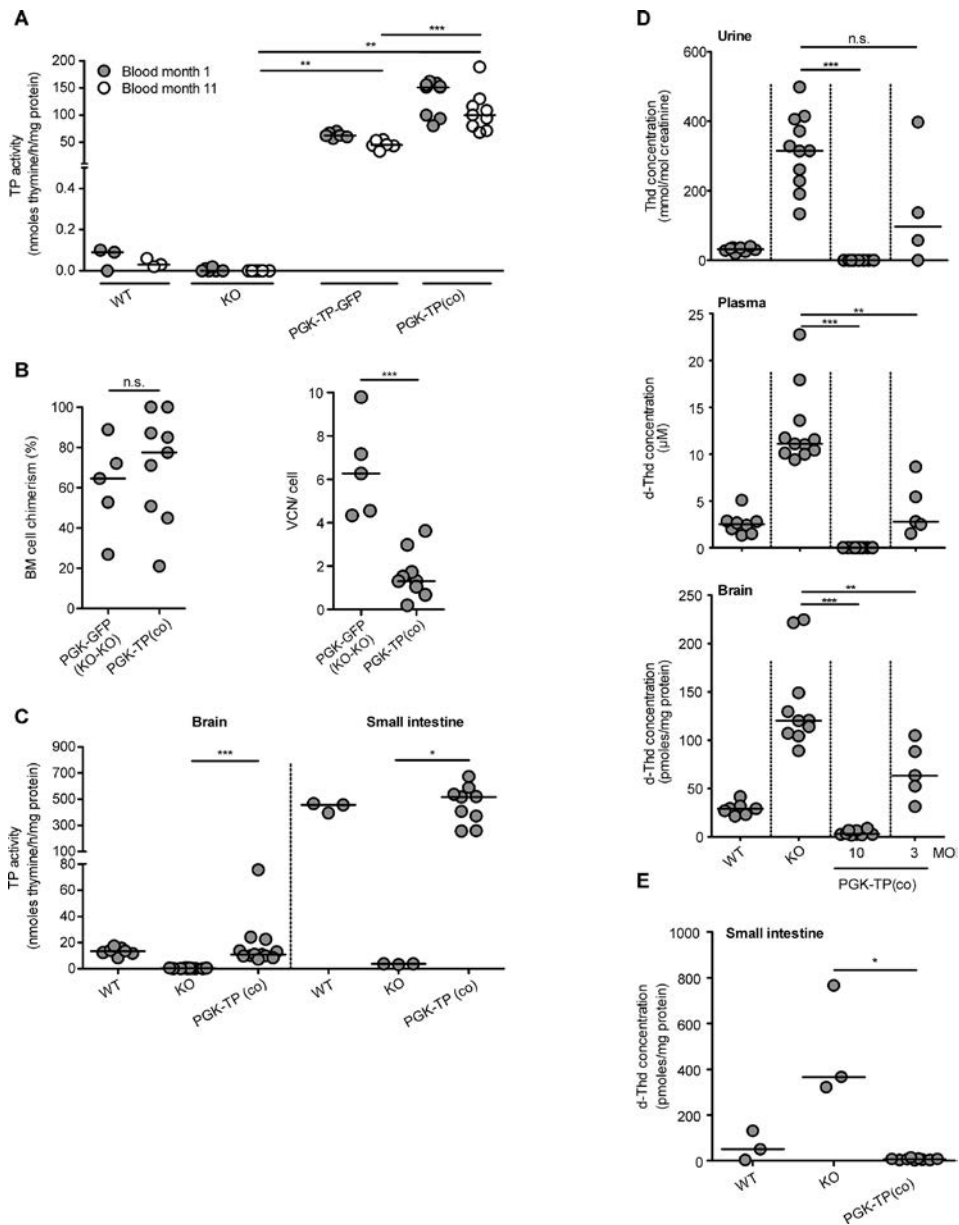 A
TP activity
(nmoles thymine/h/mg protein)
200
150
100
50
0.4
0.2
0.0
Blood month 1
Blood month 11
***
**
**
WT
KO
PGK-TP-GFP
PGK-TP(co)
B
BM cell chimerism (%)
100
80
60
40
20
0
n.s.
PGK-GFP
(KO-KO)
PGK-TP(co)
VCN/ cell
10
8
6
4
2
0
***
PGK-GFP
(KO-KO)
PGK-TP(co)
C
Brain
Small intestine
TP activity
(nmoles thymine/h/mg protein)
900
700
500
300
100
80
60
40
20
0
***
*
WT
KO
PGK-TP (co)
WT
KO
PGK-TP (co)
D
Urine
Thd concentration
(mmol/mol creatinine)
600
400
200
0
n.s.
***
Plasma
d-Thd concentration
(µM)
25
20
15
10
5
0
**
***
Brain
d-Thd concentration
(pmoles/mg protein)
250
200
150
100
50
0
**
***
WT
KO
10
3
MO
PGK-TP(co)
E
Small intestine
d-Thd concentration
(pmoles/mg protein)
1000
800
600
400
200
0
*
WT
KO
PGK-TP(co)